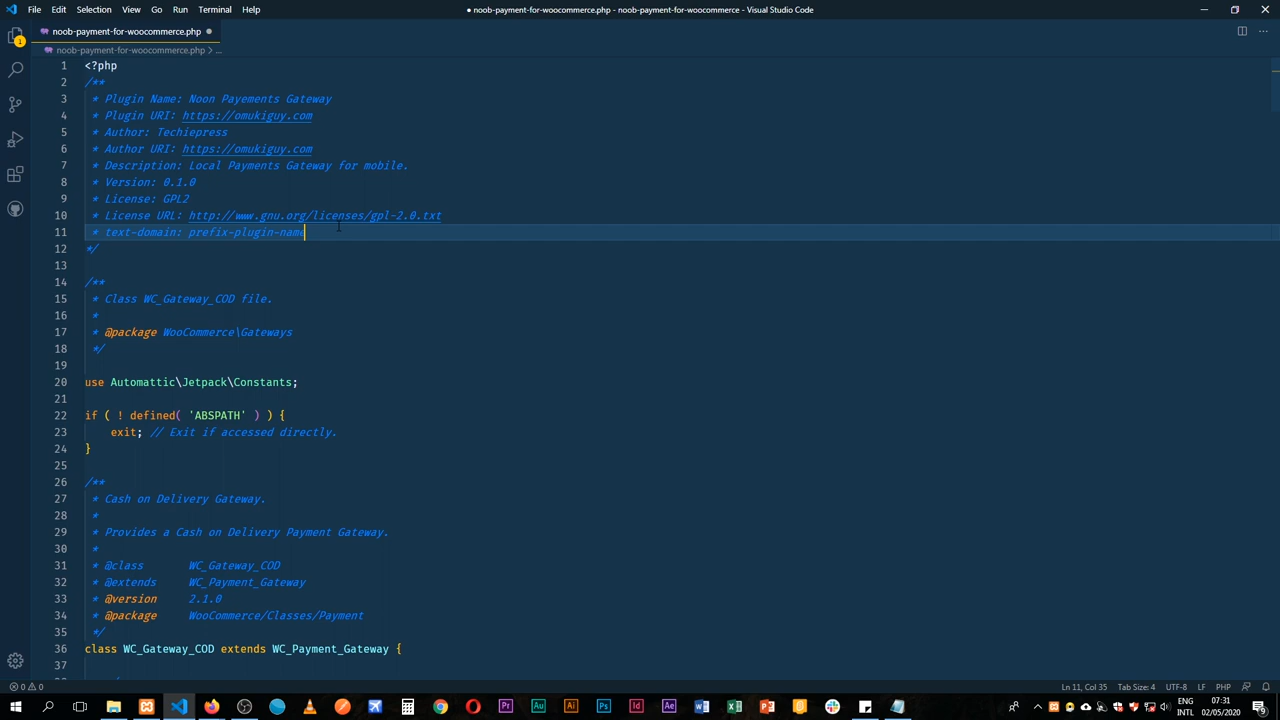 File Edit Selection View Go Run Terminal Help
● noob-payment-for-woocommerce.php - noob-payment-for-woocommerce - Visual Studio Code
noob-payment-for-woocommerce.php ●
noob-payment-for-woocommerce.php > ...
1 <?php
2 /**
3 * Plugin Name: Noon Payements Gateway
4 * Plugin URI: https://omukiguy.com
5 * Author: Techiepress
6 * Author URI: https://omukiguy.com
7 * Description: Local Payments Gateway for mobile.
8 * Version: 0.1.0
9 * License: GPL2
10 * License URL: http://www.gnu.org/licenses/gpl-2.0.txt
11 * text-domain: prefix-plugin-name
12 */
13
14 /**
15 * Class WC_Gateway_COD file.
16 *
17 * @package WooCommerce\Gateways
18 */
19
20 use Automattic\Jetpack\Constants;
21
22 if ( ! defined( 'ABSPATH' ) ) {
23 exit; // Exit if accessed directly.
24 }
25
26 /**
27 * Cash on Delivery Gateway.
28 *
29 * Provides a Cash on Delivery Payment Gateway.
30 *
31 * @class WC_Gateway_COD
32 * @extends WC_Payment_Gateway
33 * @version 2.1.0
34 * @package WooCommerce/Classes/Payment
35 */
36 class WC_Gateway_COD extends WC_Payment_Gateway {
37
0 0 Ln 11, Col 35 Tab Size: 4 UTF-8 LF PHP
Pr Au Ai Ps Id Ae
ENG 07:31
INTL 02/05/2020